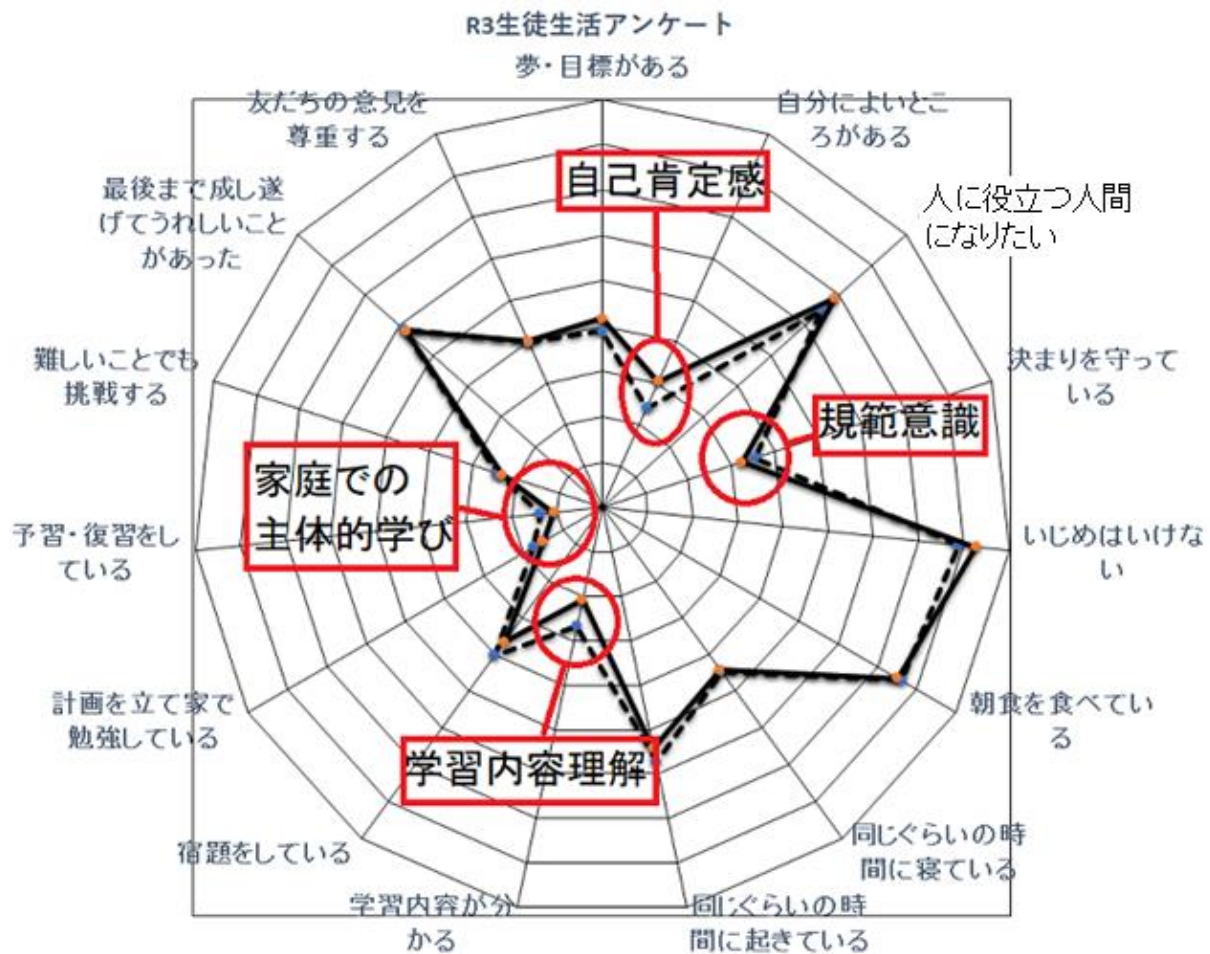 R3生徒生活アンケート
夢・目標がある
自分によいとこ
ろがある
人に役立つ人間
になりたい
決まりを守って
いる
いじめはいけな
い
朝食を食べてい
る
同じぐらいの時
間に寝ている
同じぐらいの時
間に起きている
学習内容が分
かる
宿題をしている
計画を立て家で
勉強している
予習・復習をし
ている
難しいことでも
挑戦する
最後まで成し遂
げてうれしいこと
があった
友だちの意見を
尊重する
自己肯定感
規範意識
家庭での
主体的学び
学習内容理解